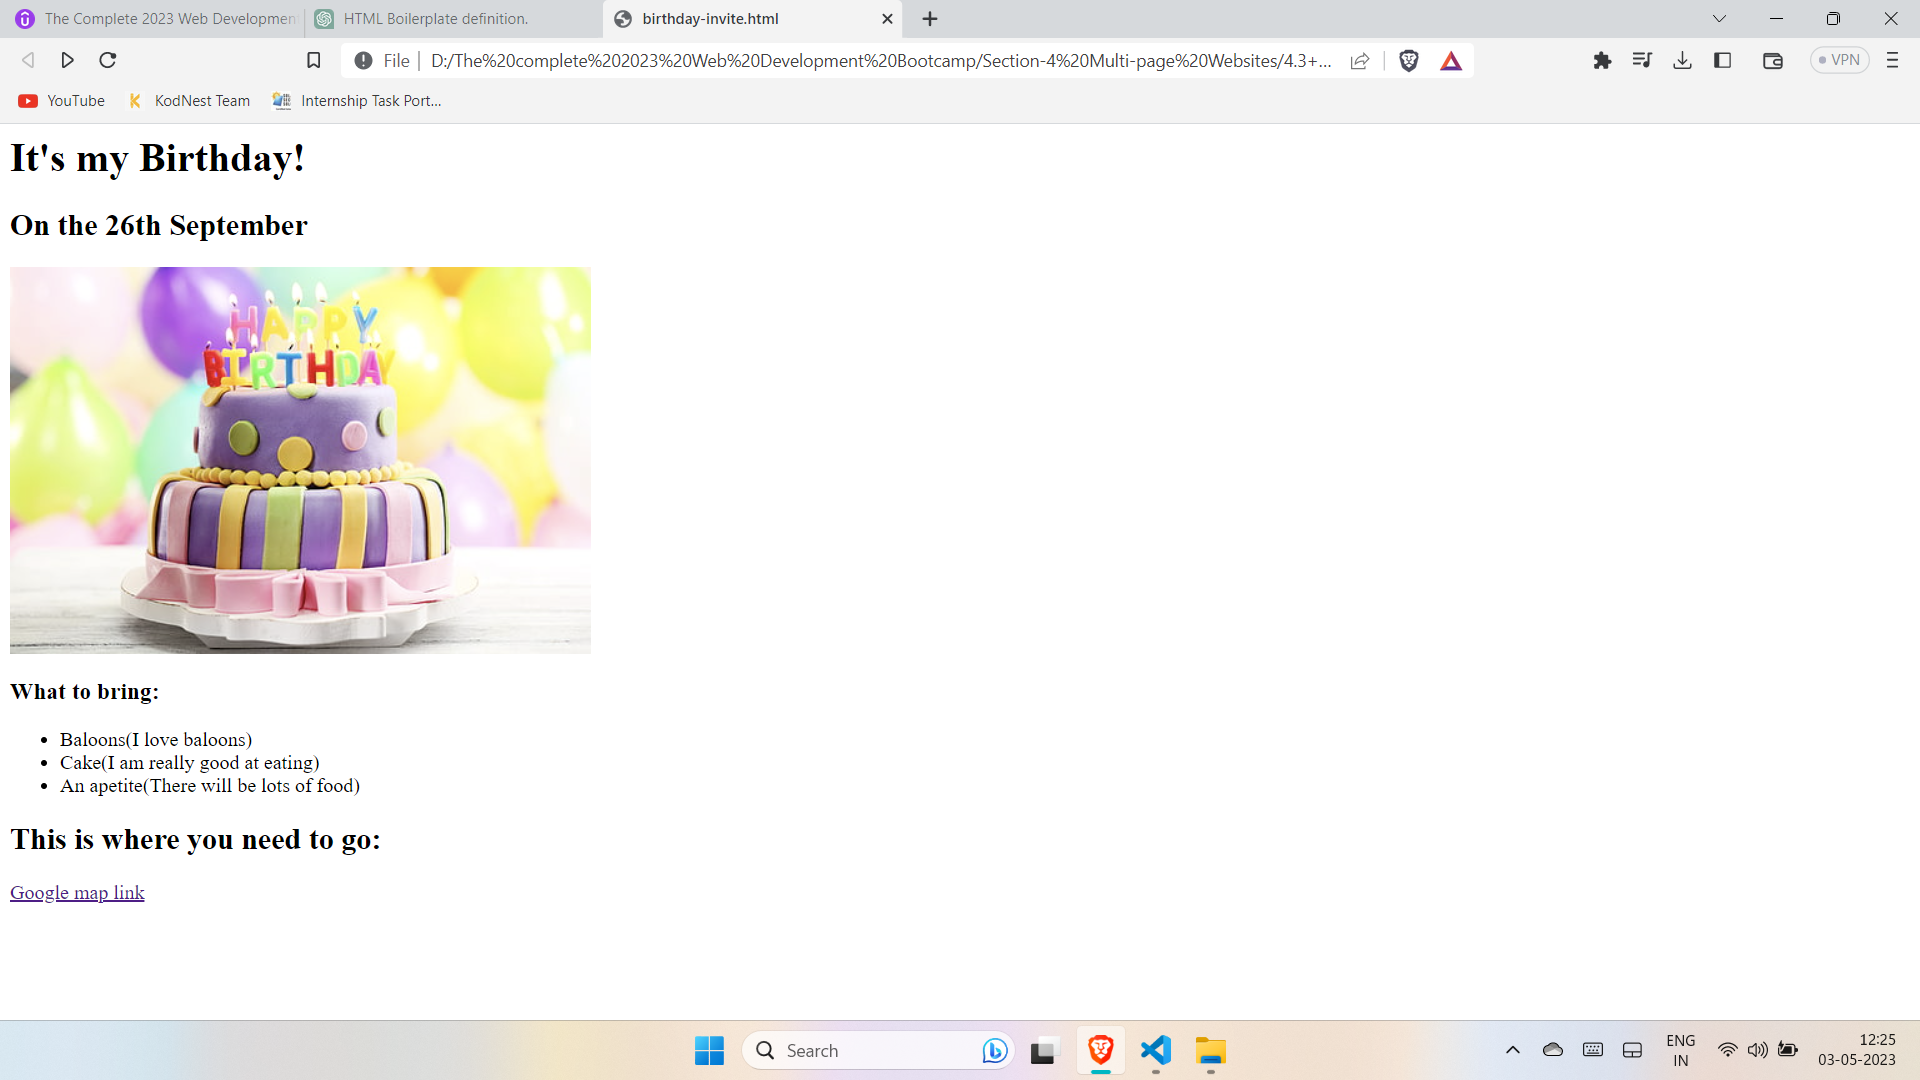 The Complete 2023 Web Developmen
HTML Boilerplate definition.
birthday-invite.html
File
D:/The%20complete%202023%20Web%20Development%20Bootcamp/Section-4%20Multi-page%20Websites/4.3+...
VPN
YouTube
KodNest Team
Internship Task Port...
It's my Birthday!
On the 26th September
HAPPY
BIRTHDAY
What to bring:
Baloons(I love baloons)
Cake(I am really good at eating)
An apetite(There will be lots of food)
This is where you need to go:
Google map link
Search
ENG
IN
12:25
03-05-2023